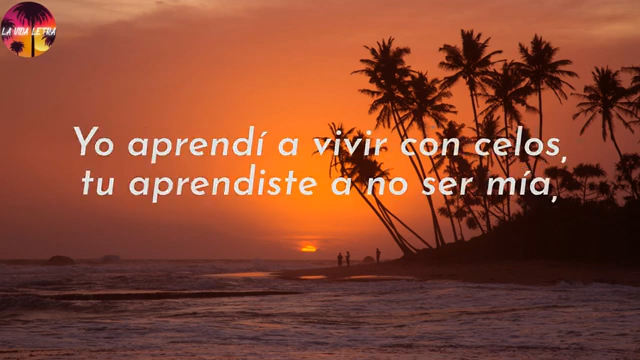 LA VIDA LETRA
Yo aprendí a vivir con celos,
tu aprendiste a no ser mía,